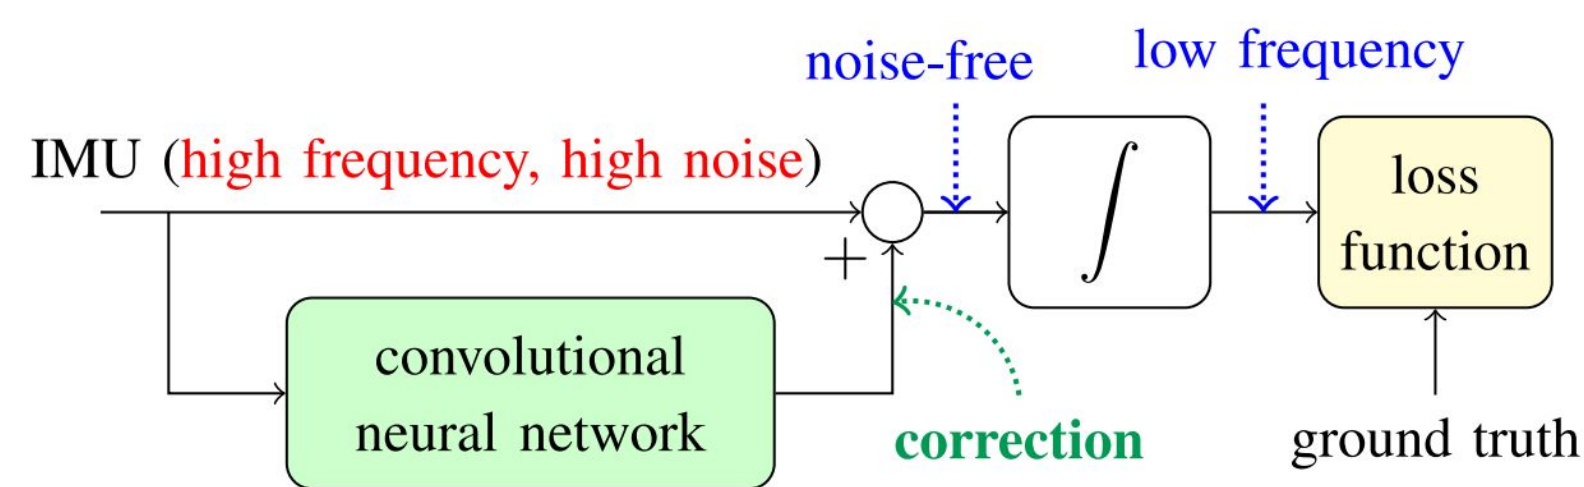 noise-free
low frequency
IMU (high frequency, high noise)
∫
loss
function
+
convolutional
neural network
correction
ground truth